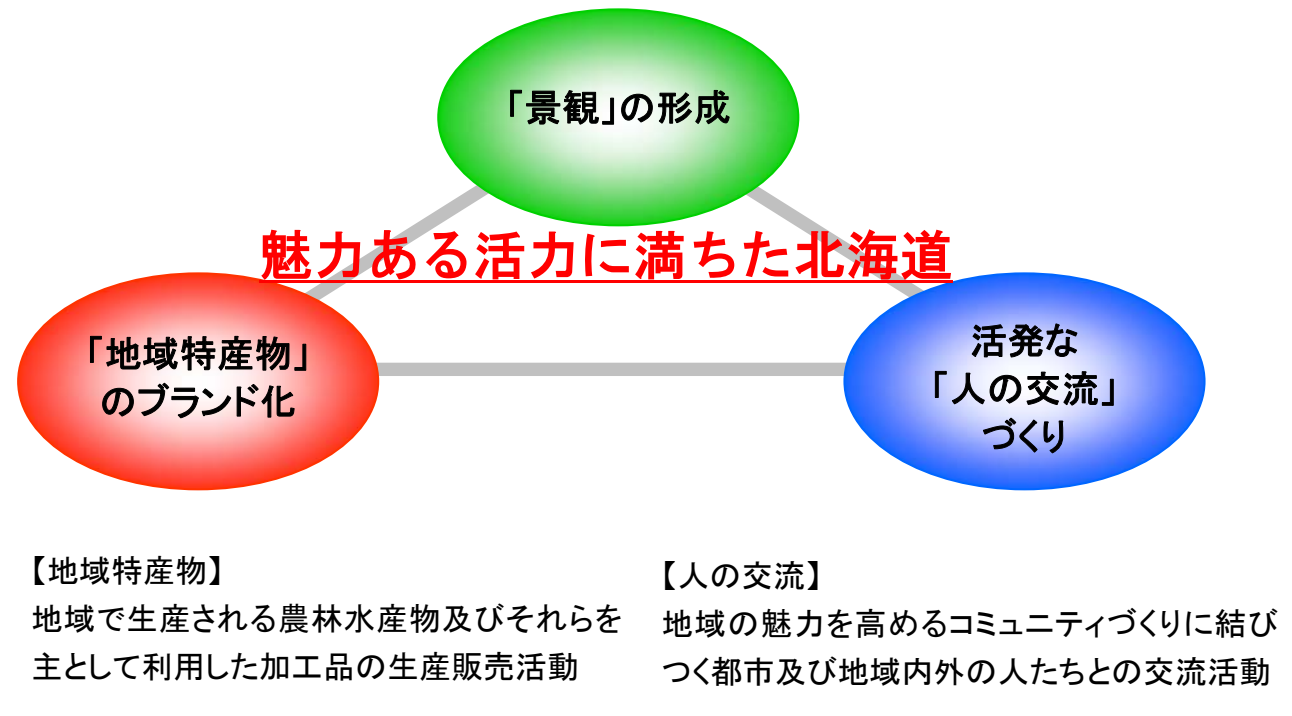 「景観」の形成
魅力ある活力に満ちた北海道
「地域特産物」
のブランド化
活発な
「人の交流」
づくり
【地域特産物】
地域で生産される農林水産物及びそれらを
主として利用した加工品の生産販売活動
【人の交流】
地域の魅力を高めるコミュニティづくりに結び
つく都市及び地域内外の人たちとの交流活動